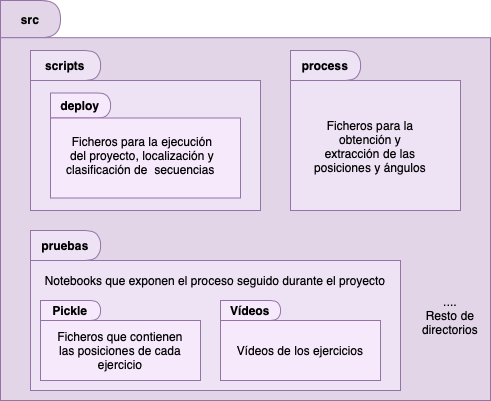 src
scripts
deploy
Ficheros para la ejecución
del proyecto, localización y
clasificación de secuencias
process
Ficheros para la
obtención y
extracción de las
posiciones y ángulos
pruebas
Notebooks que exponen el proceso seguido durante el proyecto
Pickle
Ficheros que contienen
las posiciones de cada
ejercicio
Vídeos
Vídeos de los ejercicios
....
Resto de
directorios